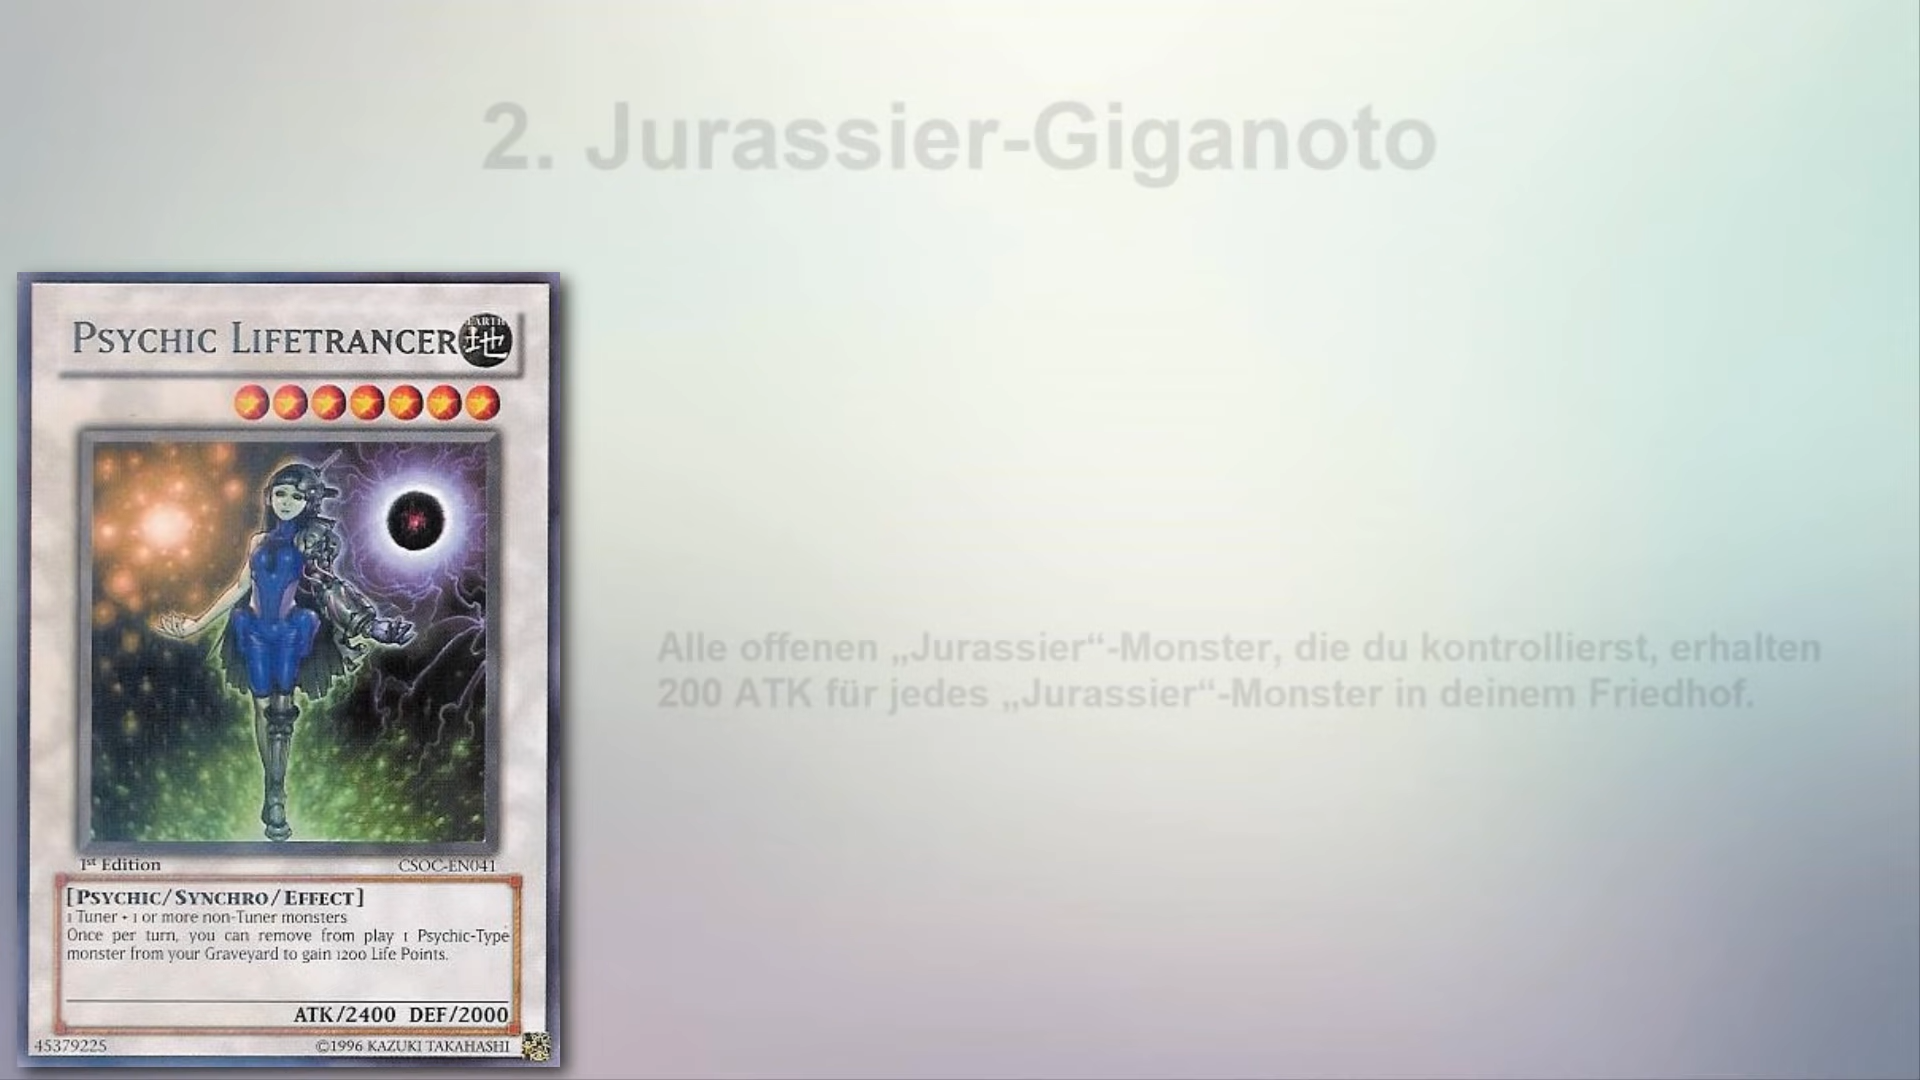 2. Jurassier-Giganoto
PSYCHIC LIFETRANCER
EARTH
地
1st Edition
CSOC-EN041
[PSYCHIC/SYNCHRO/EFFECT]
1 Tuner + 1 or more non-Tuner monsters
Once per turn, you can remove from play 1 Psychic-Type
monster from your Graveyard to gain 1200 Life Points.
ATK/2400 DEF/2000
45379225
©1996 KAZUKI TAKAHASHI
Alle offenen „Jurassier“-Monster, die du kontrollierst, erhalten
200 ATK für jedes „Jurassier“-Monster in deinem Friedhof.